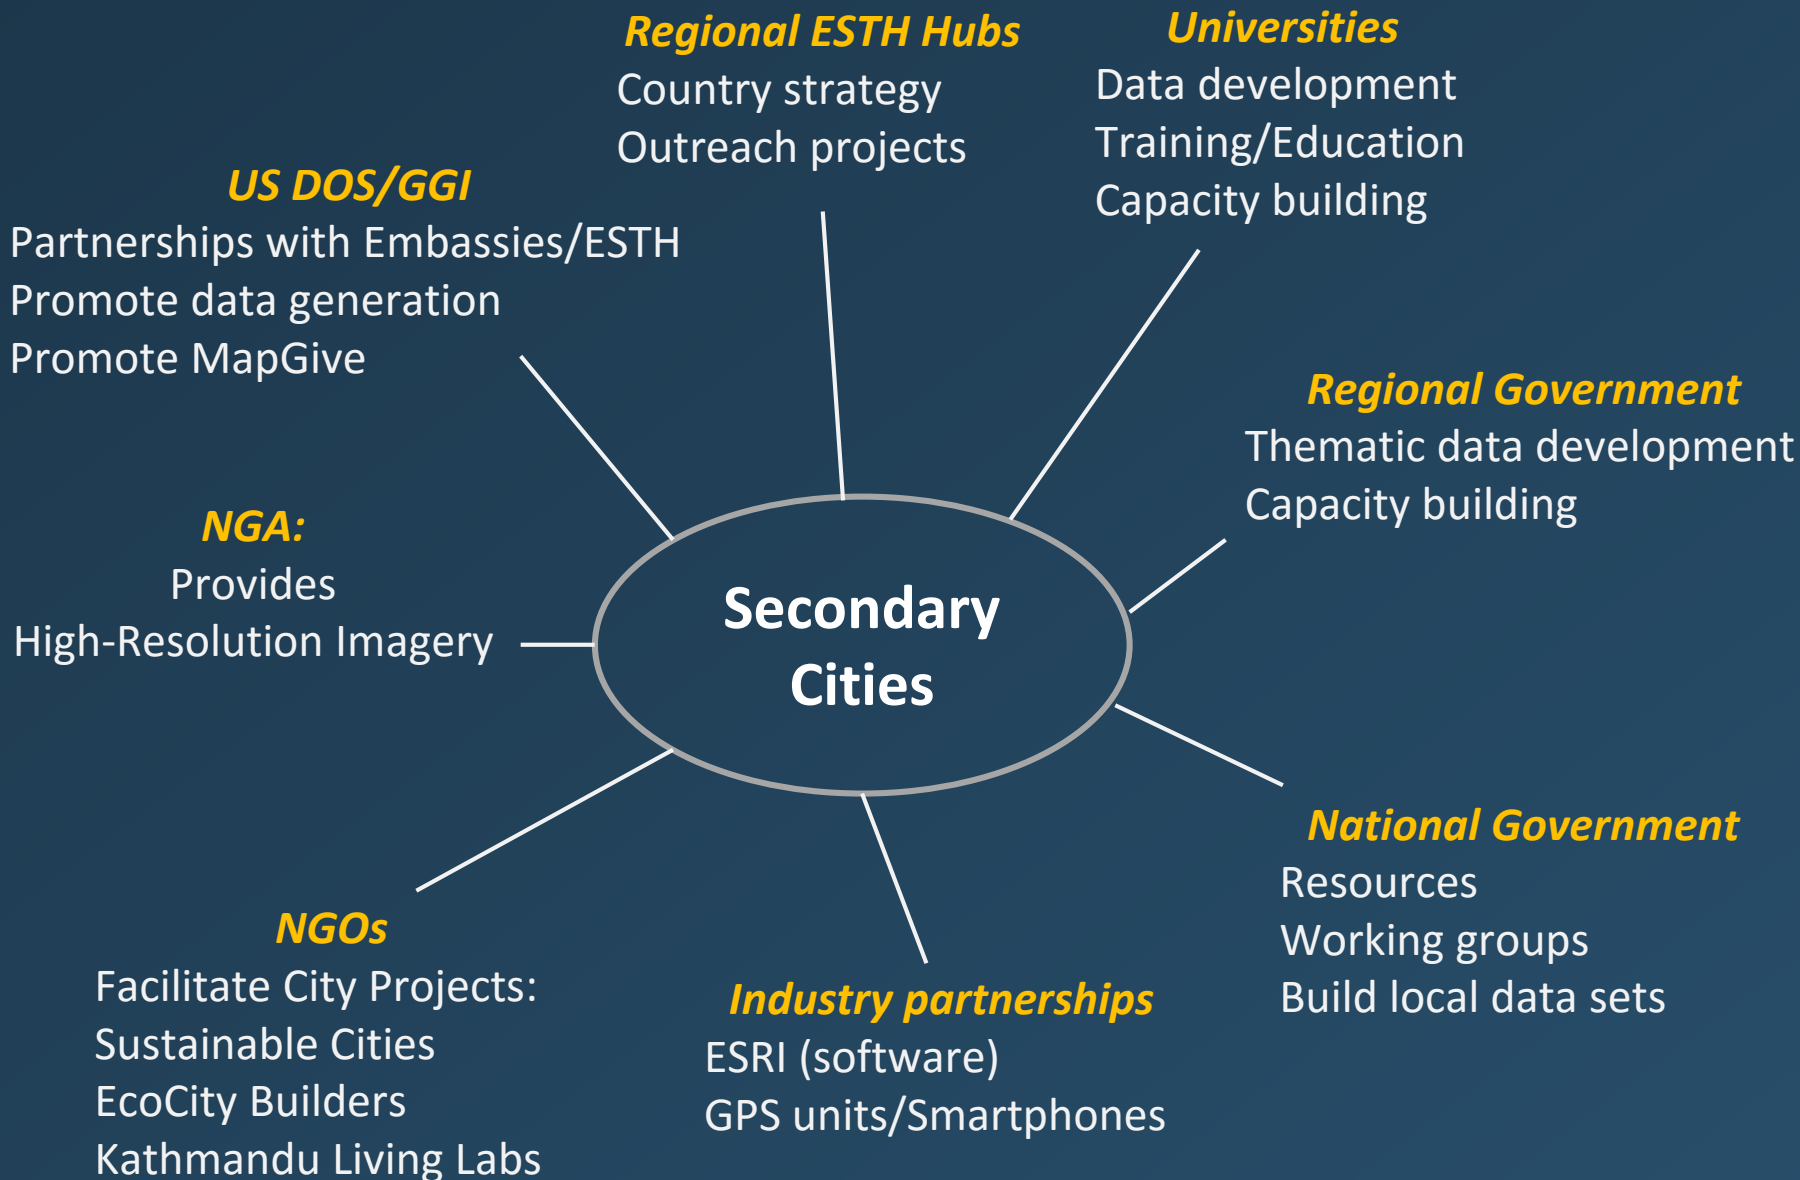 Regional ESTH Hubs
Country strategy
Outreach projects
Universities
Data development
Training/Education
Capacity building
US DOS/GGI
Partnerships with Embassies/ESTH
Promote data generation
Promote MapGive
Regional Government
Thematic data development
Capacity building
NGA:
Provides
High-Resolution Imagery
Secondary
Cities
National Government
Resources
Working groups
Build local data sets
NGOs
Facilitate City Projects:
Sustainable Cities
EcoCity Builders
Kathmandu Living Labs
Industry partnerships
ESRI (software)
GPS units/Smartphones